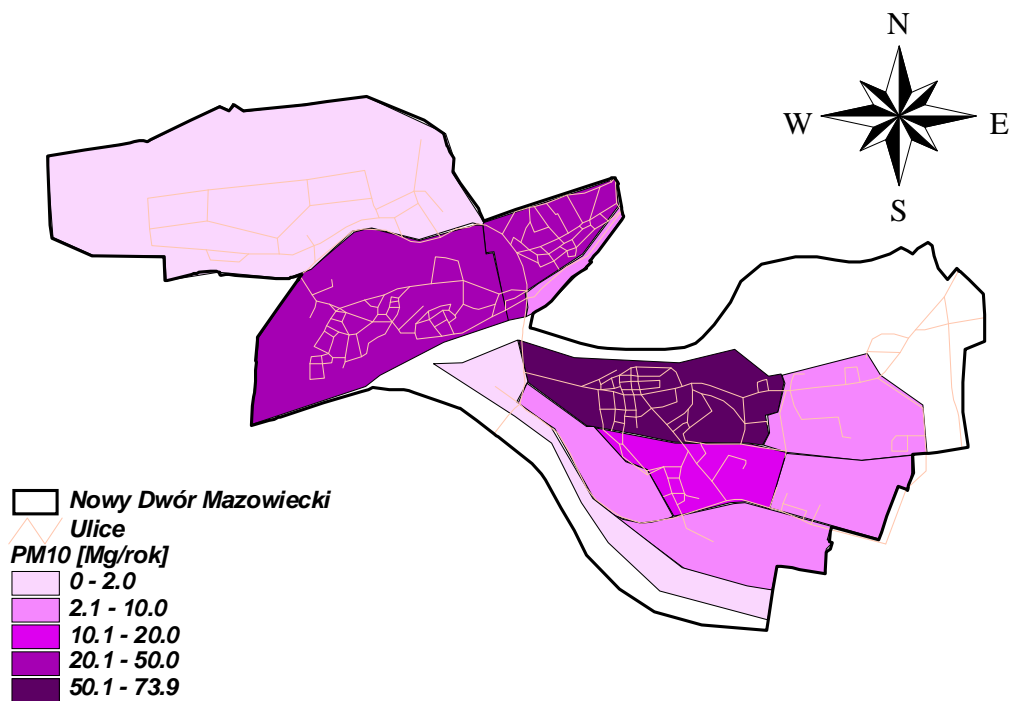 N
W E
S
Nowy Dwór Mazowiecki
Ulice
PM10 [Mg/rok]
0 - 2.0
2.1 - 10.0
10.1 - 20.0
20.1 - 50.0
50.1 - 73.9